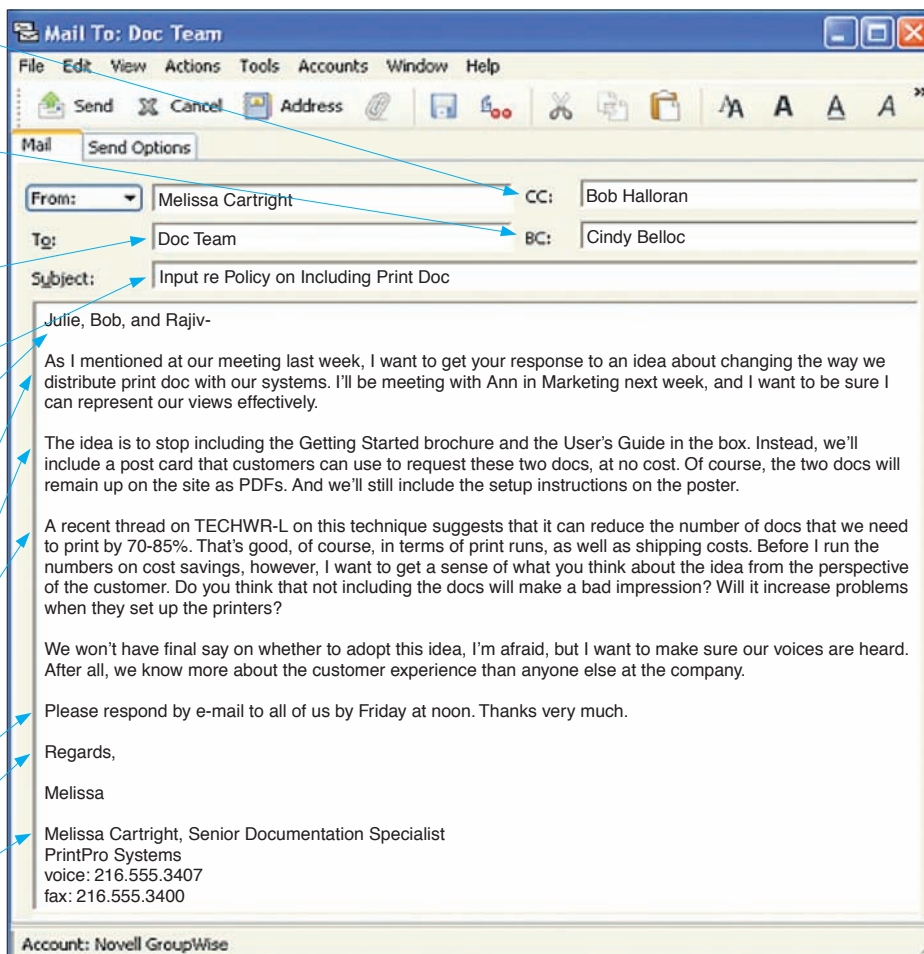 Mail To: Doc Team
File Edit View Actions Tools Accounts Window Help
Send Cancel Address A A A A »
Mail Send Options
From: Melissa Cartright CC: Bob Halloran
To: Doc Team BC: Cindy Belloc
Subject: Input re Policy on Including Print Doc
Julie, Bob, and Rajiv-
As I mentioned at our meeting last week, I want to get your response to an idea about changing the way we
distribute print doc with our systems. I'll be meeting with Ann in Marketing next week, and I want to be sure I
can represent our views effectively.
The idea is to stop including the Getting Started brochure and the User's Guide in the box. Instead, we'll
include a post card that customers can use to request these two docs, at no cost. Of course, the two docs will
remain up on the site as PDFs. And we'll still include the setup instructions on the poster.
A recent thread on TECHWR-L on this technique suggests that it can reduce the number of docs that we need
to print by 70-85%. That's good, of course, in terms of print runs, as well as shipping costs. Before I run the
numbers on cost savings, however, I want to get a sense of what you think about the idea from the perspective
of the customer. Do you think that not including the docs will make a bad impression? Will it increase problems
when they set up the printers?
We won't have final say on whether to adopt this idea, I'm afraid, but I want to make sure our voices are heard.
After all, we know more about the customer experience than anyone else at the company.
Please respond by e-mail to all of us by Friday at noon. Thanks very much.
Regards,
Melissa
Melissa Cartright, Senior Documentation Specialist
PrintPro Systems
voice: 216.555.3407
fax: 216.555.3400
Account: Novell GroupWise